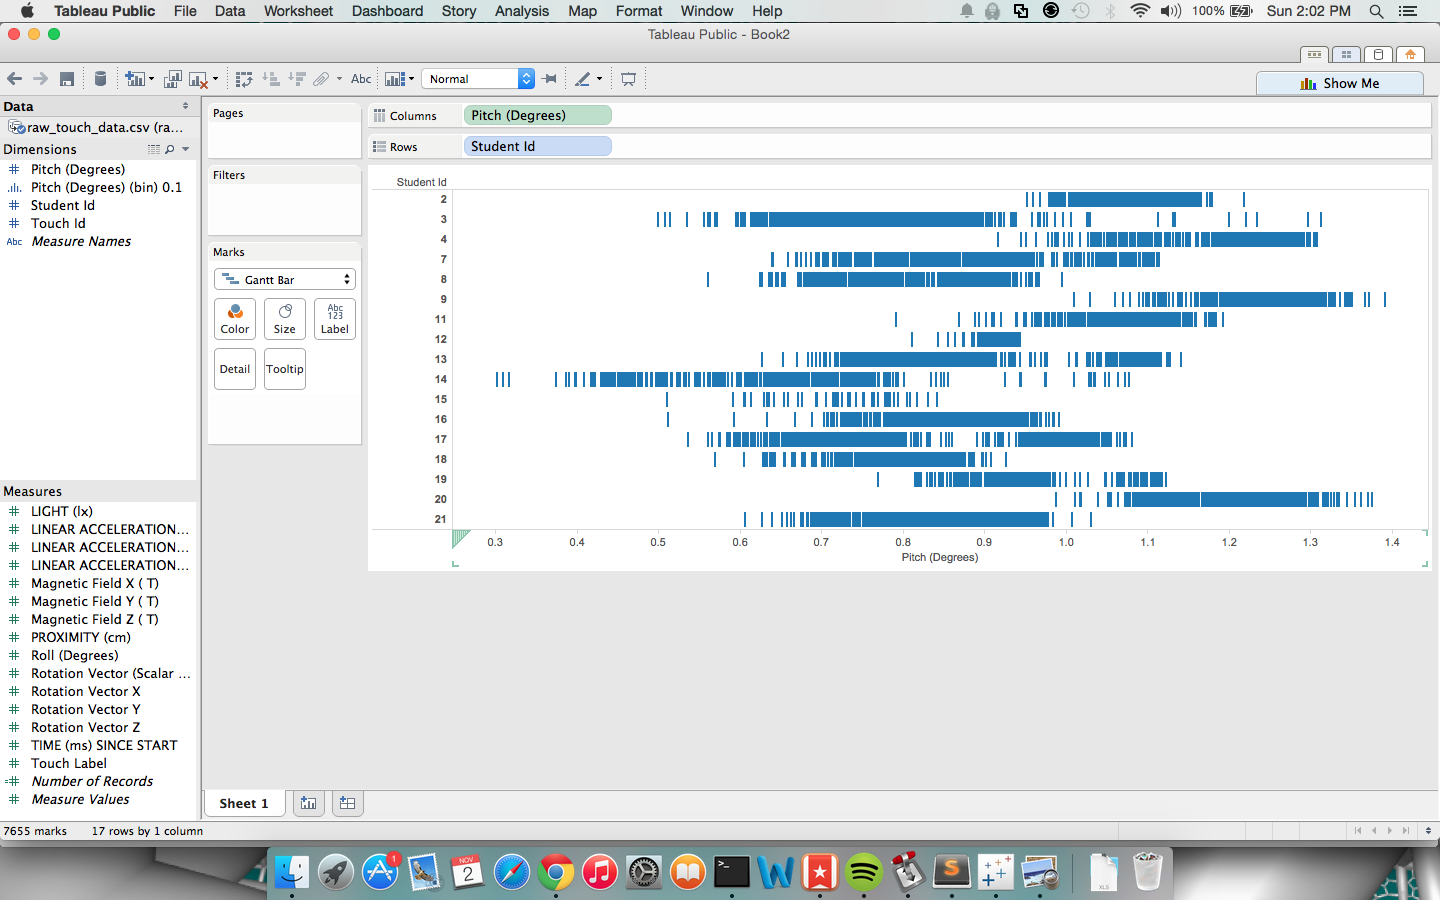 Tableau Public File Data Worksheet Dashboard Story Analysis Map Format Window Help 100% Sun 2:02 PM
Tableau Public - Book2
Abc Normal Show Me
Data
raw_touch_data.csv (ra...
Dimensions
Pitch (Degrees)
Pitch (Degrees) (bin) 0.1
Student Id
Touch Id
Abc Measure Names
Measures
LIGHT (lx)
LINEAR ACCELERATION...
LINEAR ACCELERATION...
LINEAR ACCELERATION...
Magnetic Field X ( T)
Magnetic Field Y ( T)
Magnetic Field Z ( T)
PROXIMITY (cm)
Roll (Degrees)
Rotation Vector (Scalar ...
Rotation Vector X
Rotation Vector Y
Rotation Vector Z
TIME (ms) SINCE START
Touch Label
Number of Records
Measure Values
Pages
Filters
Marks
Gantt Bar
Abc
123
Color Size Label
Detail Tooltip
Columns Pitch (Degrees)
Rows Student Id
Student Id
2
3
4
7
8
9
11
12
13
14
15
16
17
18
19
20
21
0.3 0.4 0.5 0.6 0.7 0.8 0.9 1.0 1.1 1.2 1.3 1.4
Pitch (Degrees)
Sheet 1
7655 marks 17 rows by 1 column
1
NOV
2
XLS